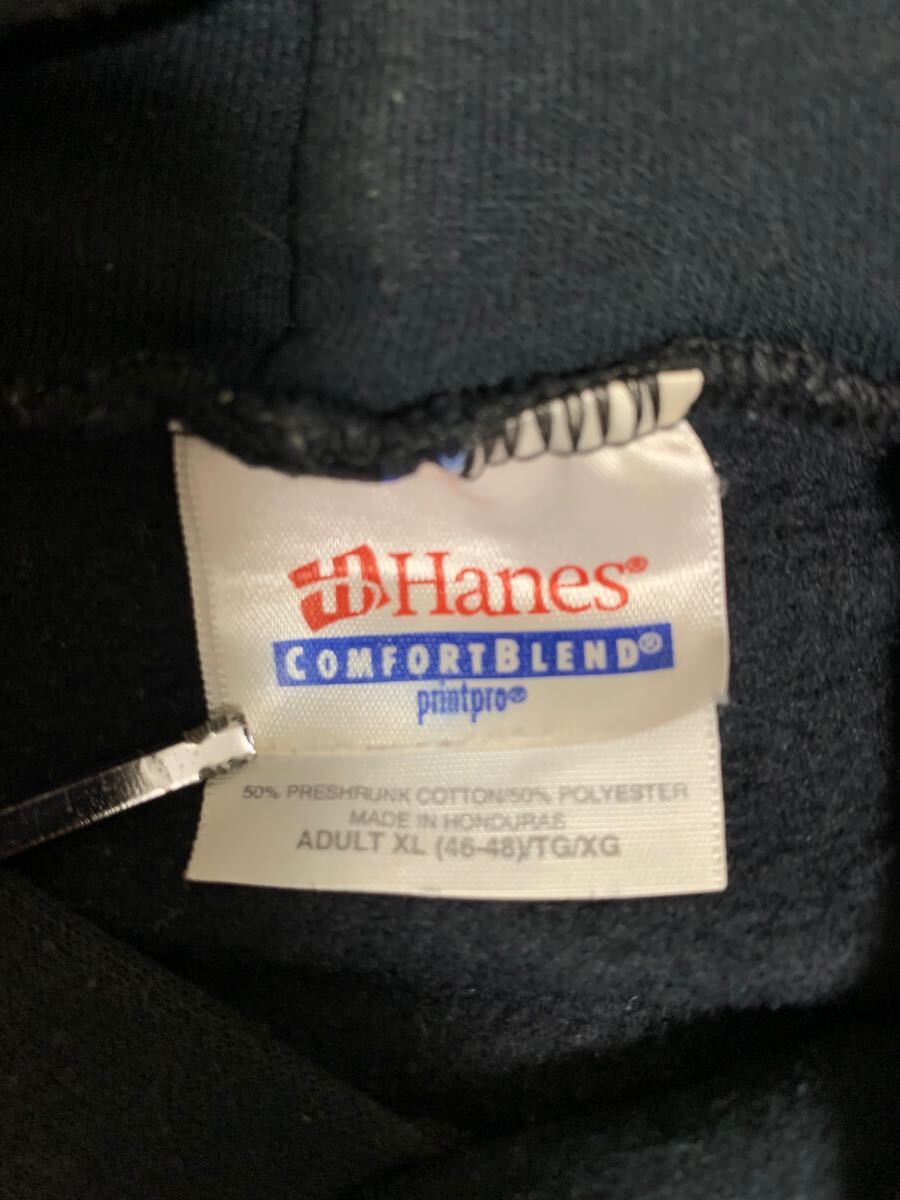 Hanes®
COMFORTBLEND®
printpro®
50% PRESHRUNK COTTON/50% POLYESTER
MADE IN HONDURAS
ADULT XL (46-48)/TG/XG